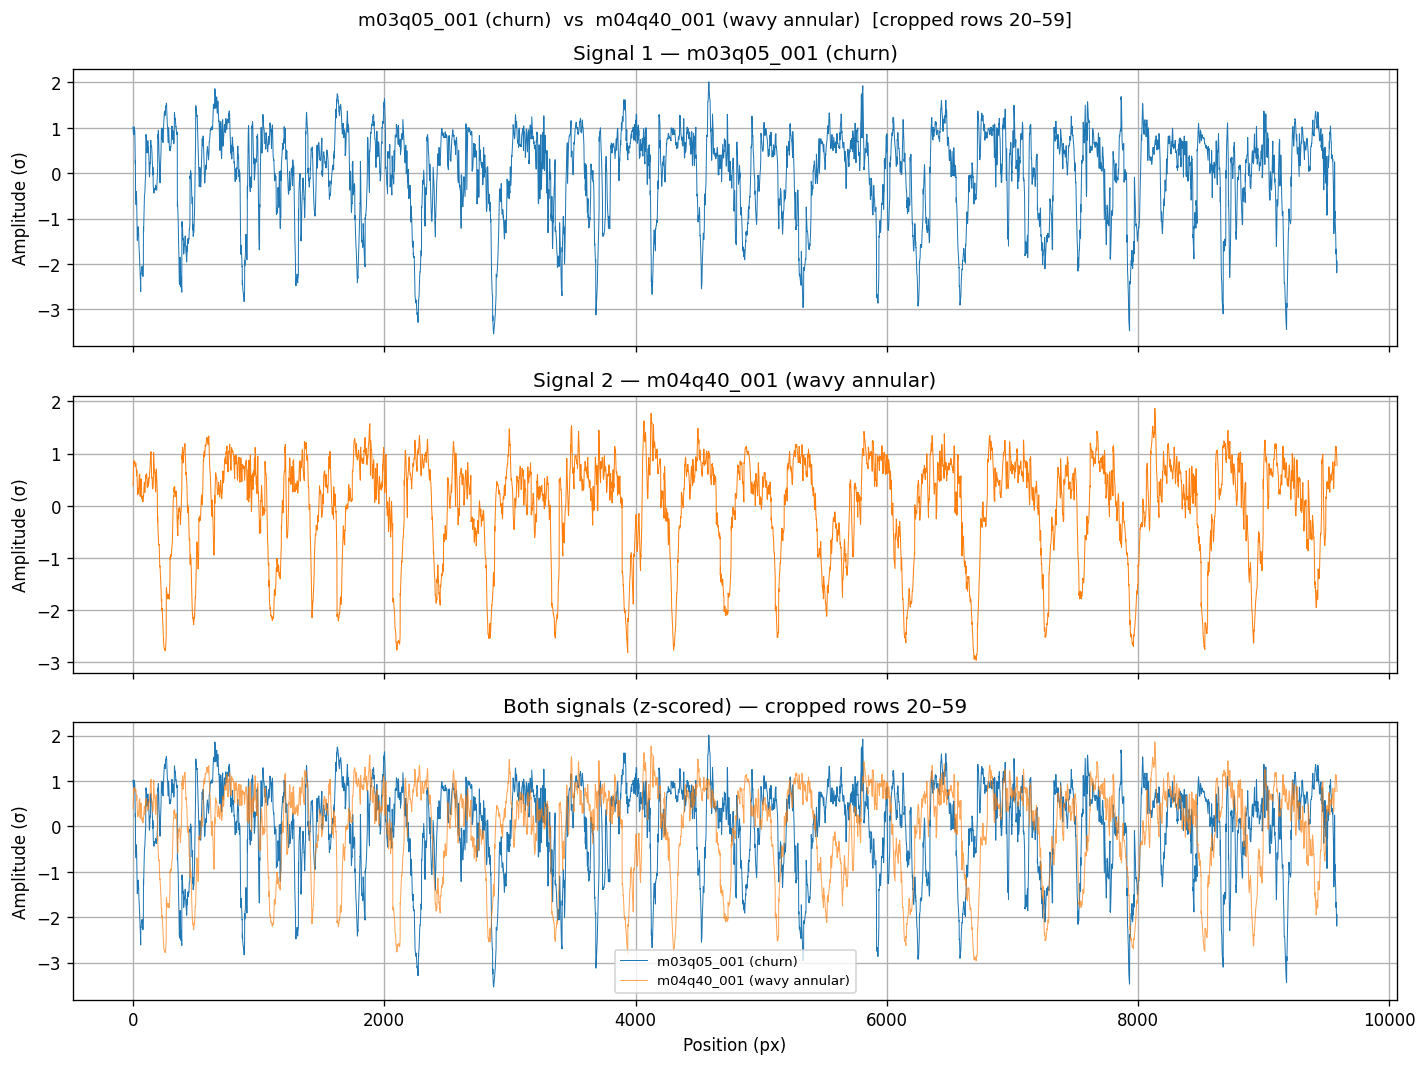 m03q05_001 (churn)  vs  m04q40_001 (wavy annular)  [cropped rows 20–59]
Signal 1 — m03q05_001 (churn)
2
1
0
−1
−2
−3
Amplitude (σ)
Signal 2 — m04q40_001 (wavy annular)
2
1
0
−1
−2
−3
Amplitude (σ)
Both signals (z-scored) — cropped rows 20–59
2
1
0
−1
−2
−3
Amplitude (σ)
m03q05_001 (churn)
m04q40_001 (wavy annular)
0 2000 4000 6000 8000 10000
Position (px)